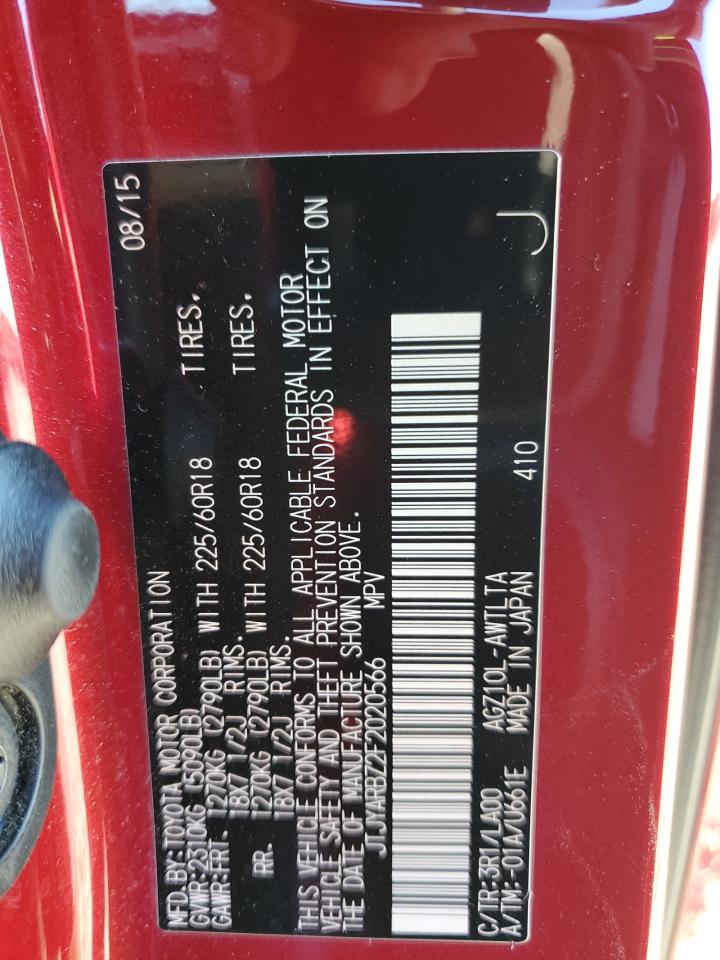 MFD.BY:TOYOTA MOTOR CORPORATION 08/15
GVWR:2310KG (5090LB)
GAWR:FRT. 1270KG (2790LB) WITH 225/60R18 TIRES.
18X7 1/2J RIMS.
RR. 1270KG (2790LB) WITH 225/60R18 TIRES.
18X7 1/2J RIMS.
THIS VEHICLE CONFORMS TO ALL APPLICABLE FEDERAL MOTOR
VEHICLE SAFETY AND THEFT PREVENTION STANDARDS IN EFFECT ON
THE DATE OF MANUFACTURE SHOWN ABOVE.
JTJYARBZ2F2020566 MPV
C/TR:3R1/LA00 AGZ10L-AWTLTA 410 J
A/TM:-01A/U661E MADE IN JAPAN